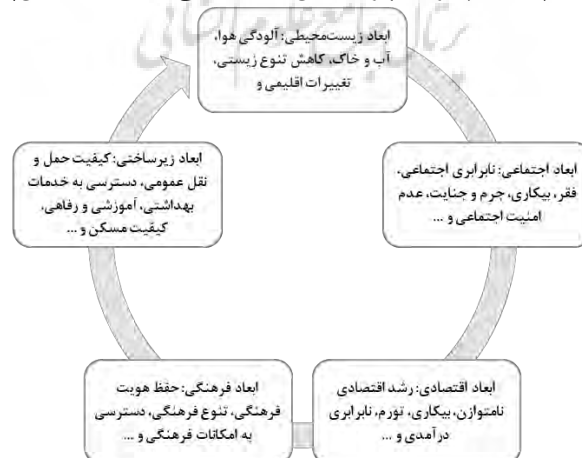 ابعاد زیست‌محیطی: آلودگی هوا،
آب و خاک، کاهش تنوع زیستی،
تغییرات اقلیمی و
ابعاد اجتماعی: نابرابری اجتماعی،
فقر، بیکاری، جرم و جنایت، عدم
امنیت اجتماعی و ...
ابعاد اقتصادی: رشد اقتصادی
نامتوازن، بیکاری، تورم، نابرابری
درآمدی و ...
ابعاد فرهنگی: حفظ هویت
فرهنگی، تنوع فرهنگی، دسترسی
به امکانات فرهنگی و ...
ابعاد زیرساختی: کیفیت حمل و
نقل عمومی، دسترسی به خدمات
بهداشتی، آموزشی و رفاهی،
کیفیت مسکن و ...